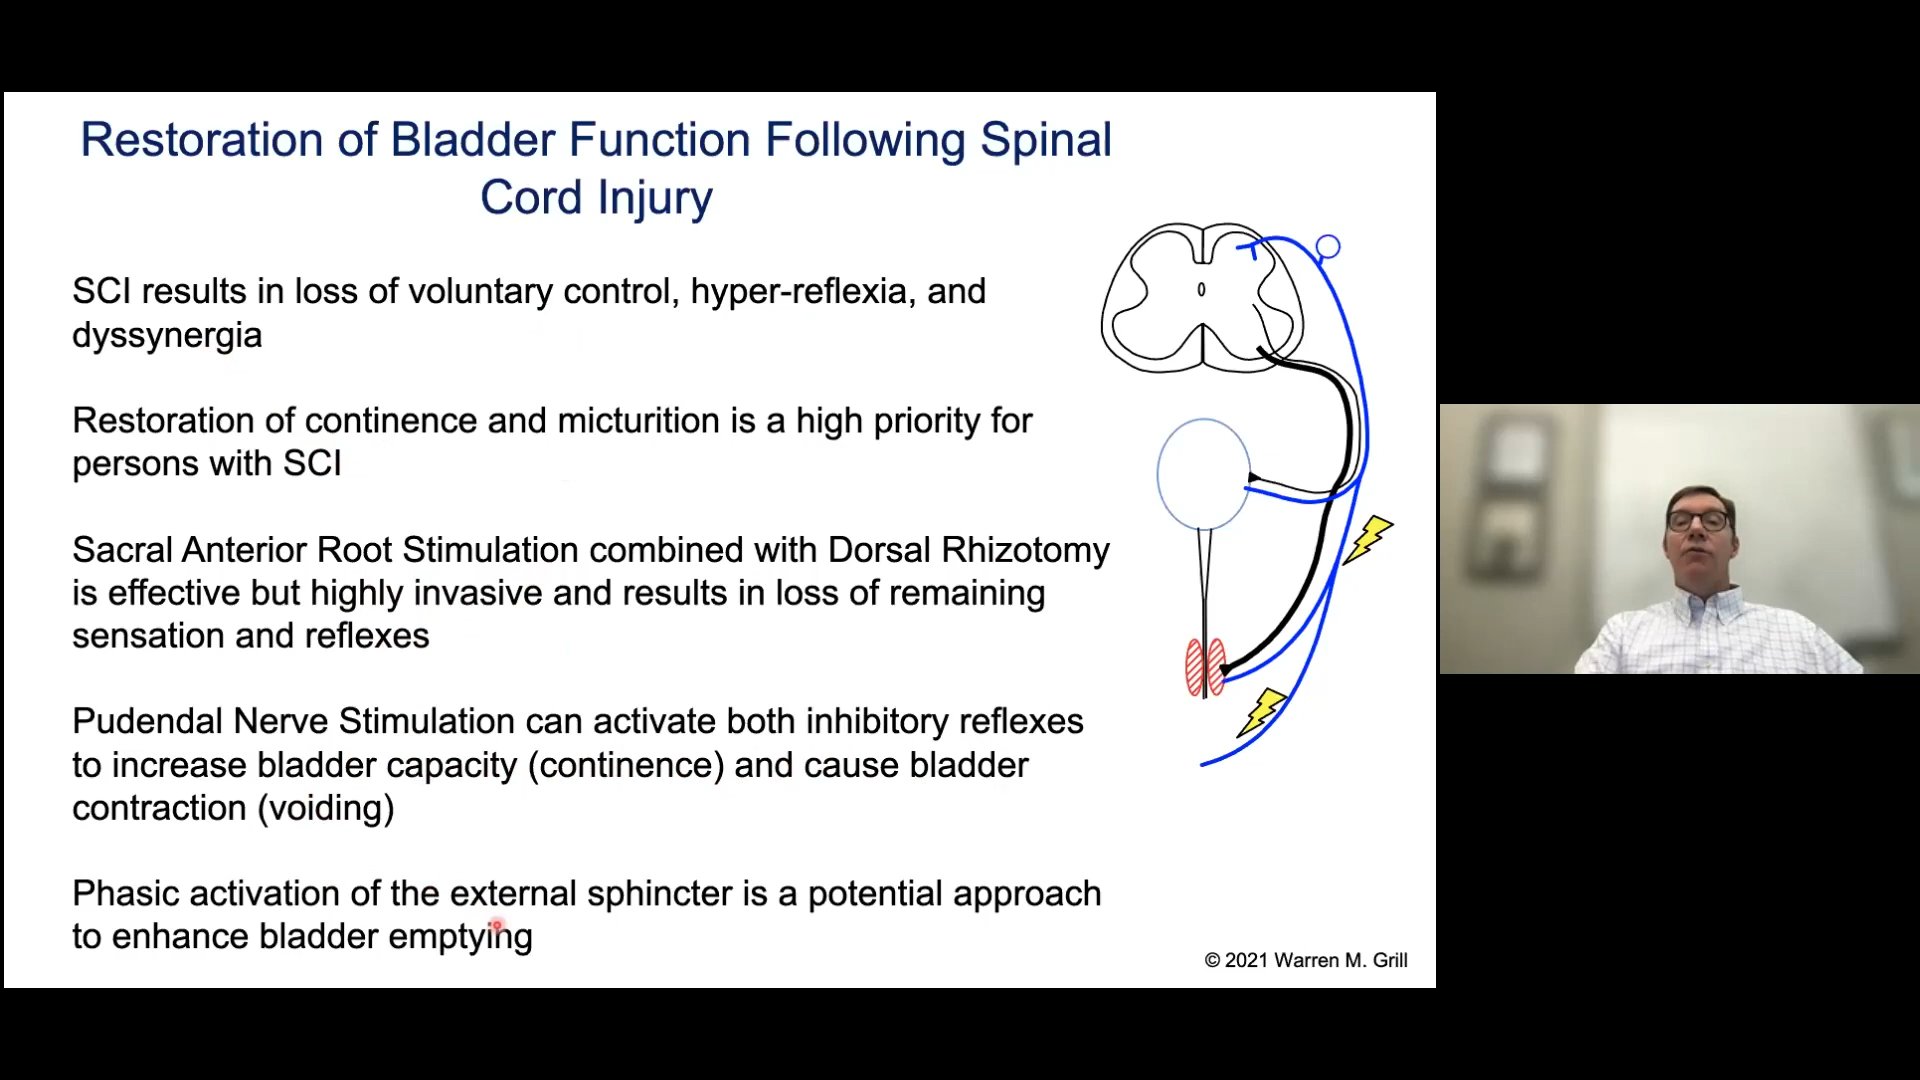 Restoration of Bladder Function Following Spinal
Cord Injury
SCI results in loss of voluntary control, hyper-reflexia, and
dyssynergia
Restoration of continence and micturition is a high priority for
persons with SCI
Sacral Anterior Root Stimulation combined with Dorsal Rhizotomy
is effective but highly invasive and results in loss of remaining
sensation and reflexes
Pudendal Nerve Stimulation can activate both inhibitory reflexes
to increase bladder capacity (continence) and cause bladder
contraction (voiding)
Phasic activation of the external sphincter is a potential approach
to enhance bladder emptying
© 2021 Warren M. Grill